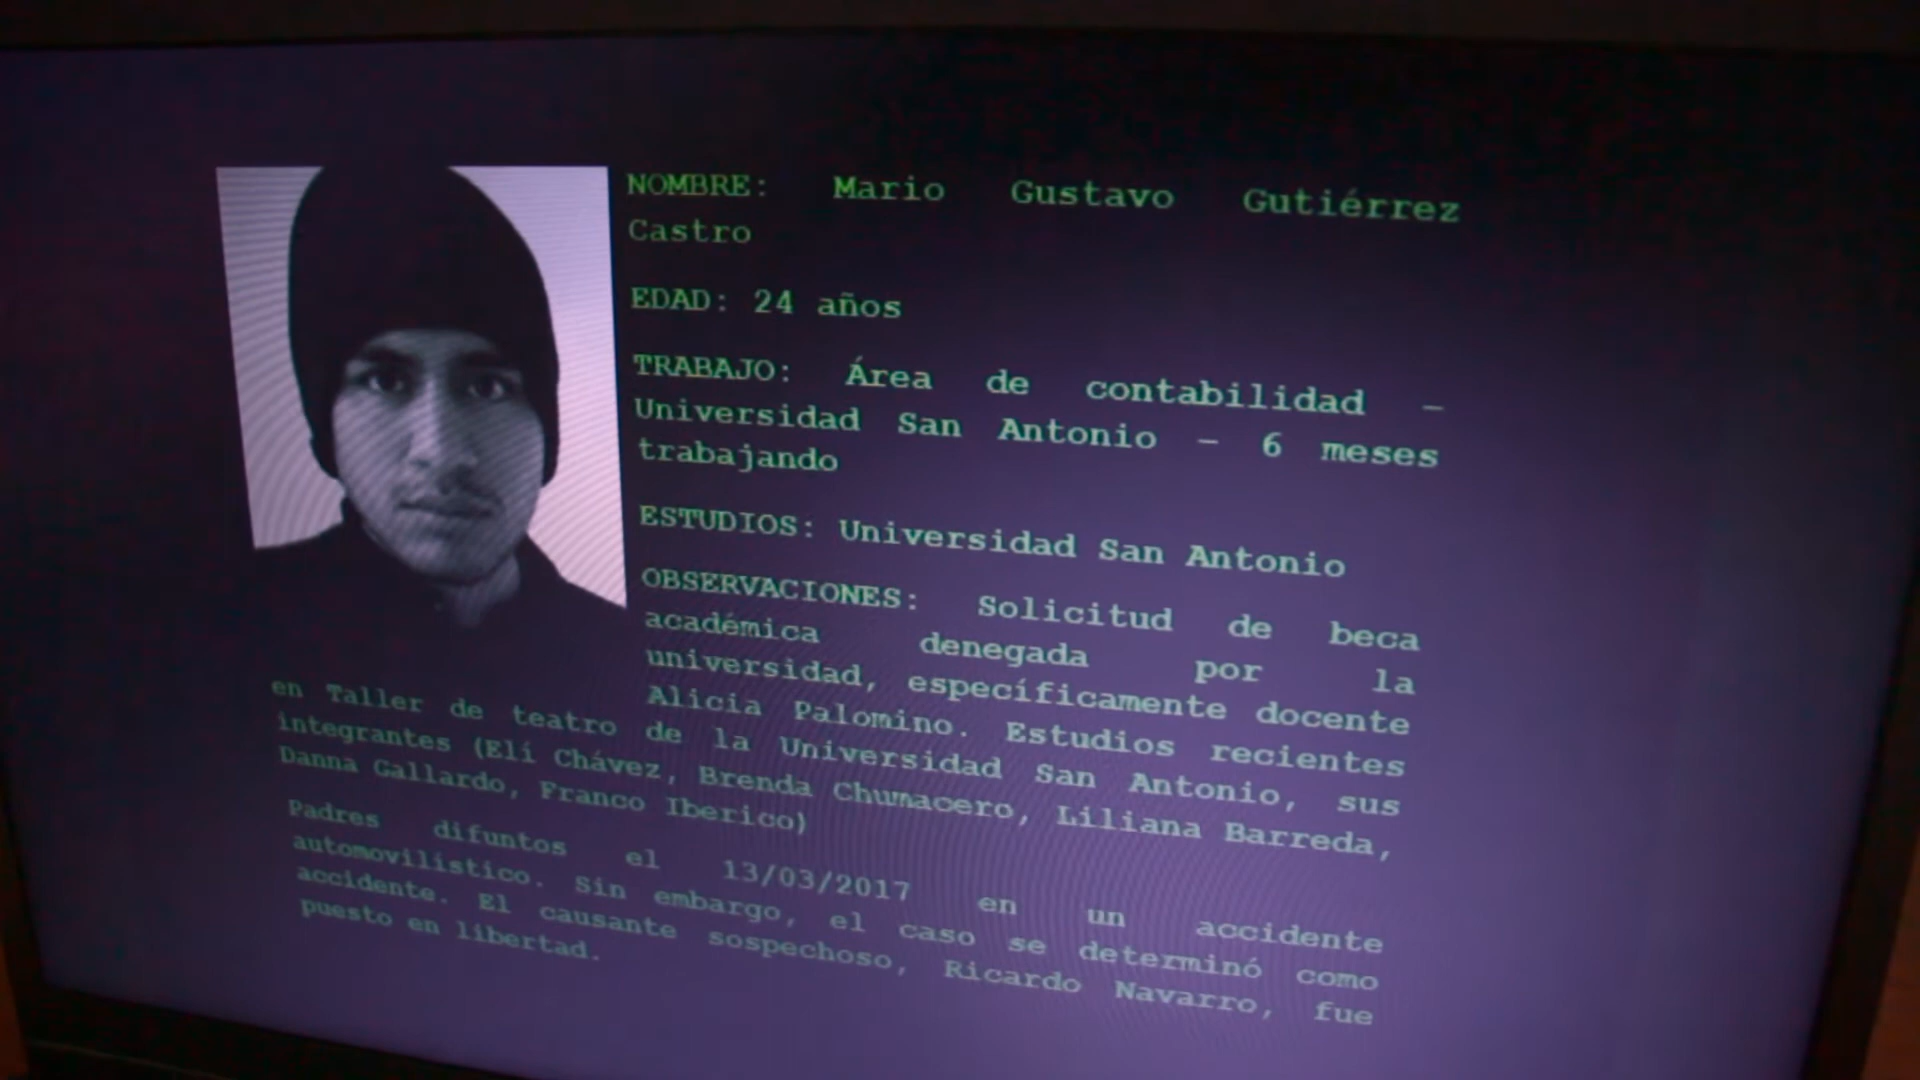 NOMBRE: Mario Gustavo Gutiérrez
Castro
EDAD: 24 años
TRABAJO: Área de contabilidad –
Universidad San Antonio – 6 meses
trabajando
ESTUDIOS: Universidad San Antonio
OBSERVACIONES: Solicitud de beca
académica denegada por la
universidad, específicamente docente
Alicia Palomino. Estudios recientes
en Taller de teatro de la Universidad San Antonio, sus
integrantes (Elí Chávez, Brenda Chumacero, Liliana Barreda,
Danna Gallardo, Franco Iberico)
Padres difuntos el 13/03/2017 en un accidente
automovilístico. Sin embargo, el caso se determinó como
accidente. El causante sospechoso, Ricardo Navarro, fue
puesto en libertad.